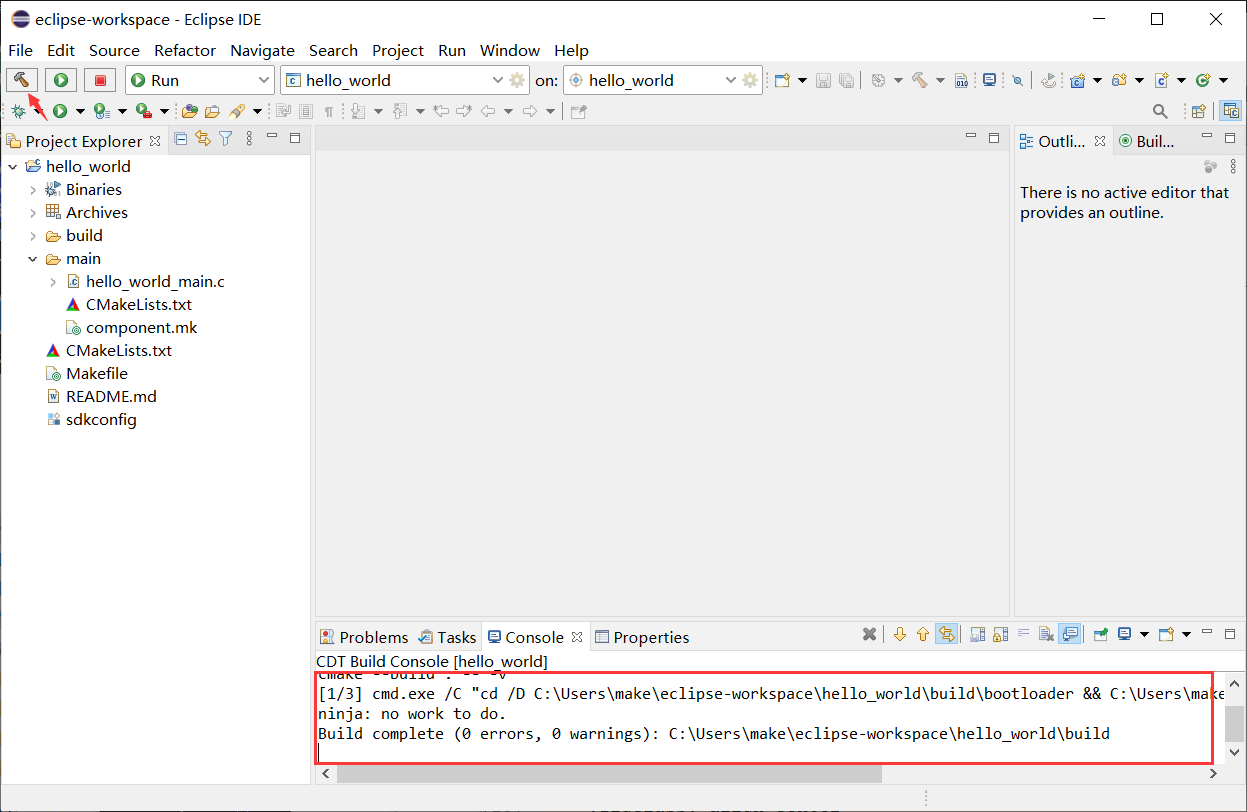 eclipse-workspace - Eclipse IDE
File Edit Source Refactor Navigate Search Project Run Window Help
Run hello_world on: hello_world
Project Explorer
hello_world
Binaries
Archives
build
main
hello_world_main.c
CMakeLists.txt
component.mk
CMakeLists.txt
Makefile
README.md
sdkconfig
Outli... Buil...
There is no active editor that
provides an outline.
Problems Tasks Console Properties
CDT Build Console [hello_world]
cmake --build . -- -v
[1/3] cmd.exe /C "cd /D C:\Users\make\eclipse-workspace\hello_world\build\bootloader && C:\Users\make
ninja: no work to do.
Build complete (0 errors, 0 warnings): C:\Users\make\eclipse-workspace\hello_world\build